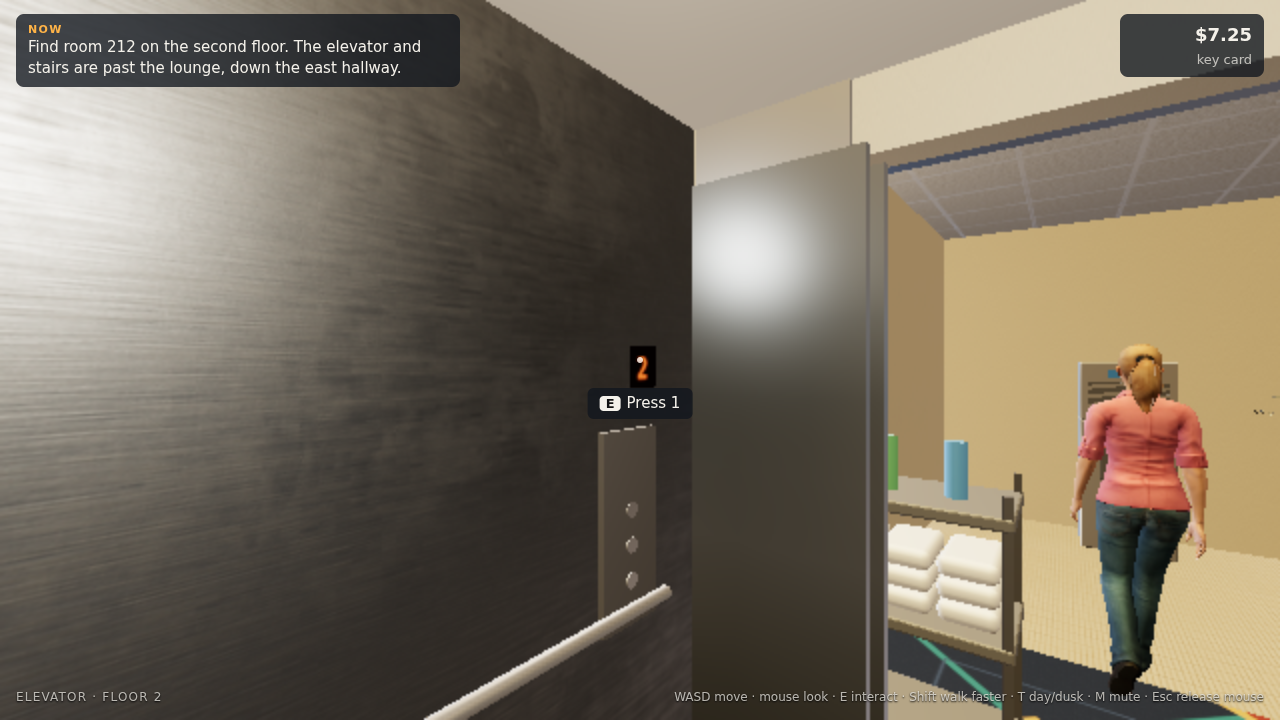 NOW
Find room 212 on the second floor. The elevator and
stairs are past the lounge, down the east hallway.
$7.25
key card
2
E Press 1
ELEVATOR · FLOOR 2
WASD move · mouse look · E interact · Shift walk faster · T day/dusk · M mute · Esc release mouse